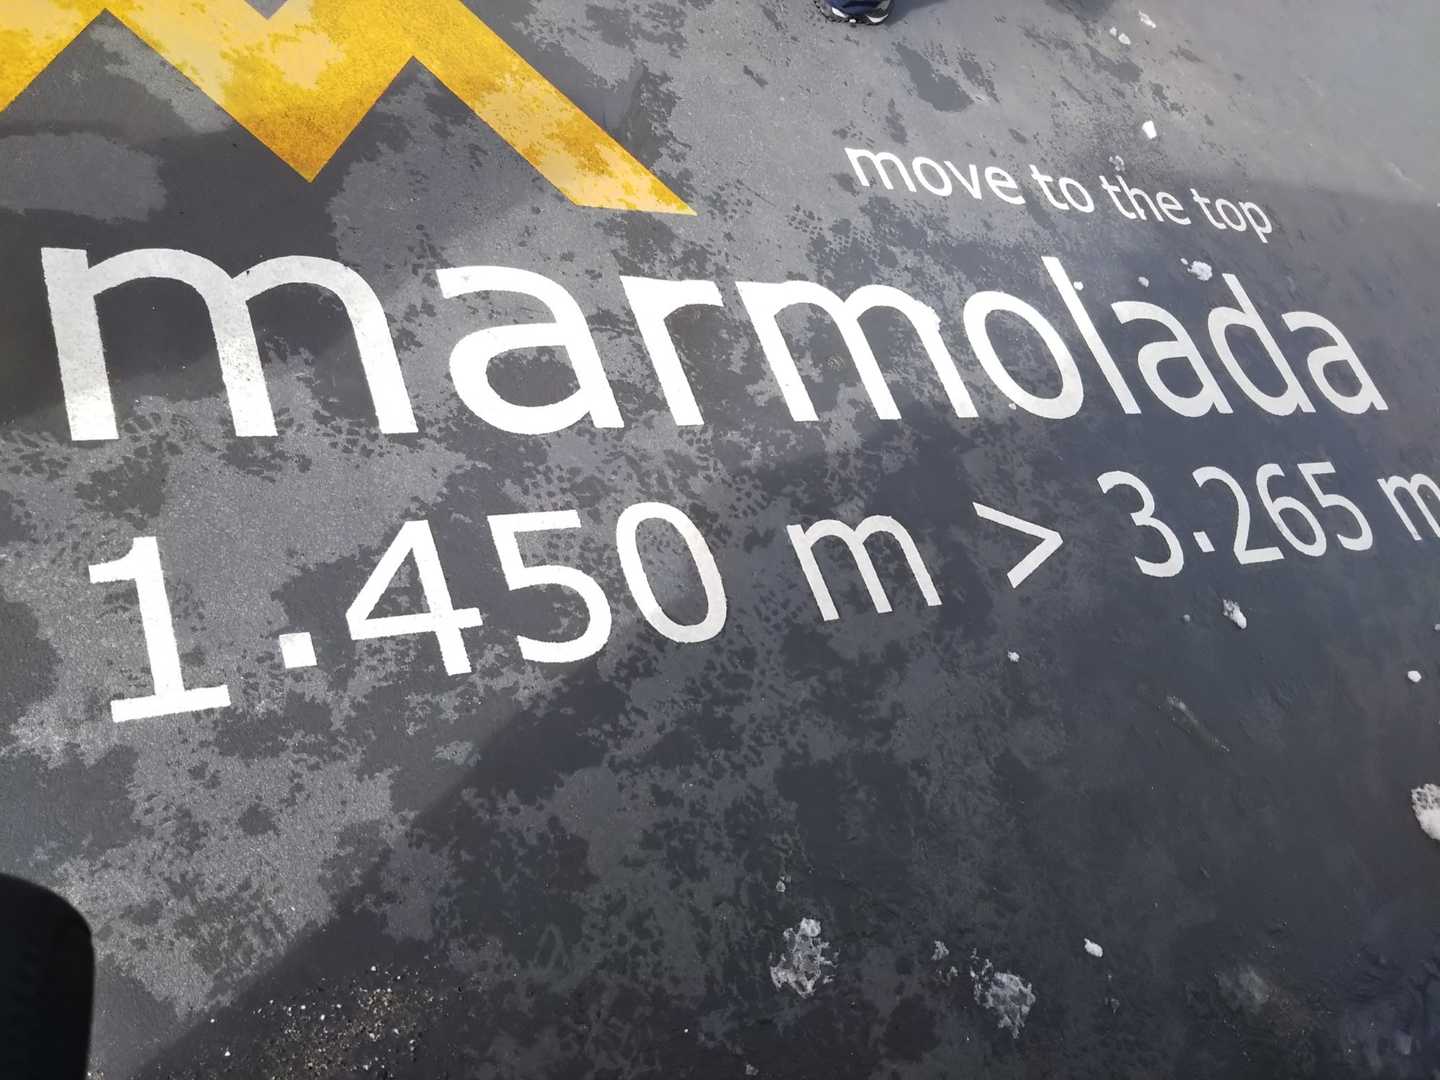 move to the top
marmolada
1.450 m > 3.265 m